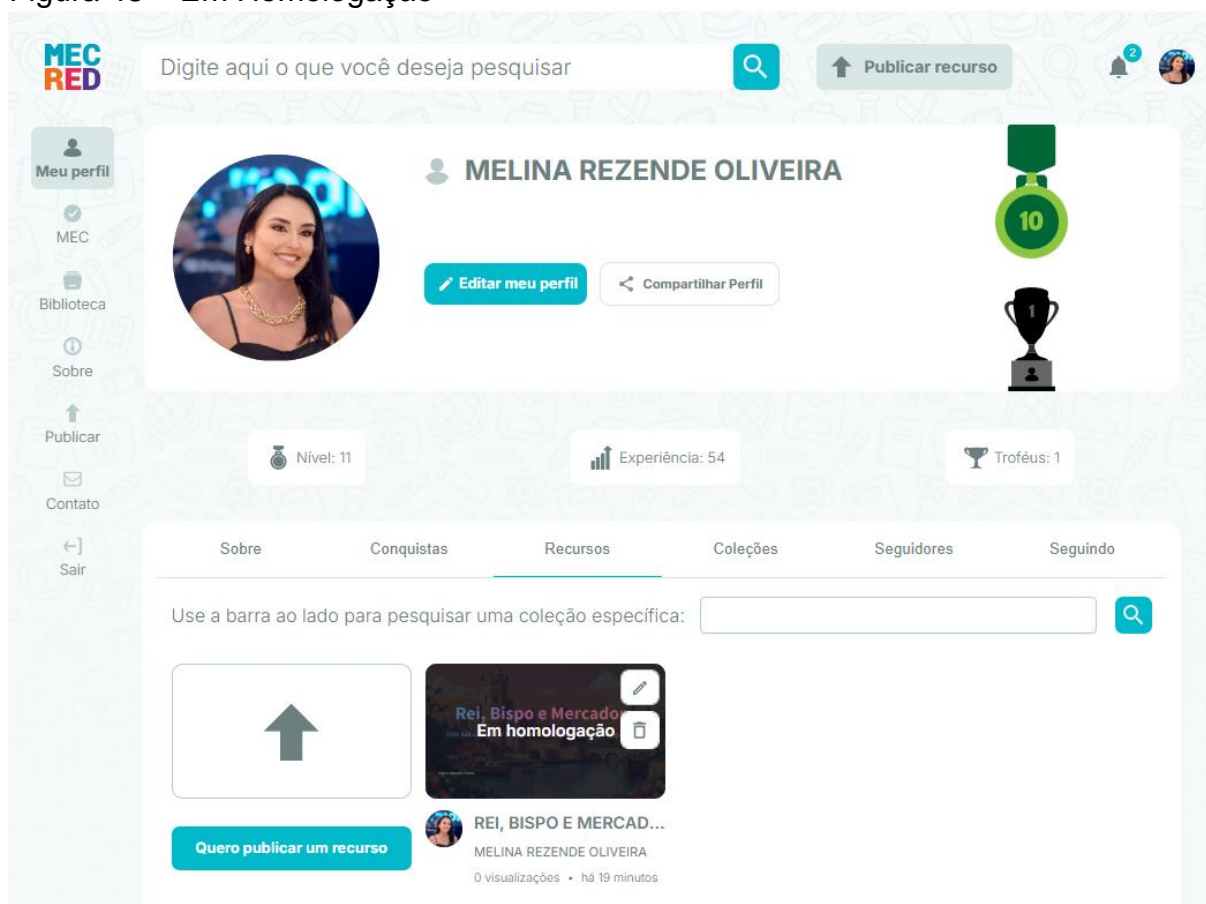 MEC
RED
Digite aqui o que você deseja pesquisar
Publicar recurso
2
Meu perfil
MEC
Biblioteca
Sobre
Publicar
Contato
Sair
MELINA REZENDE OLIVEIRA
Editar meu perfil
Compartilhar Perfil
10
1
Nível: 11
Experiência: 54
Troféus: 1
Sobre
Conquistas
Recursos
Coleções
Seguidores
Seguindo
Use a barra ao lado para pesquisar uma coleção específica:
Rei, Bispo e Mercador
Em homologação
Quero publicar um recurso
REI, BISPO E MERCAD...
MELINA REZENDE OLIVEIRA
0 visualizações • há 19 minutos